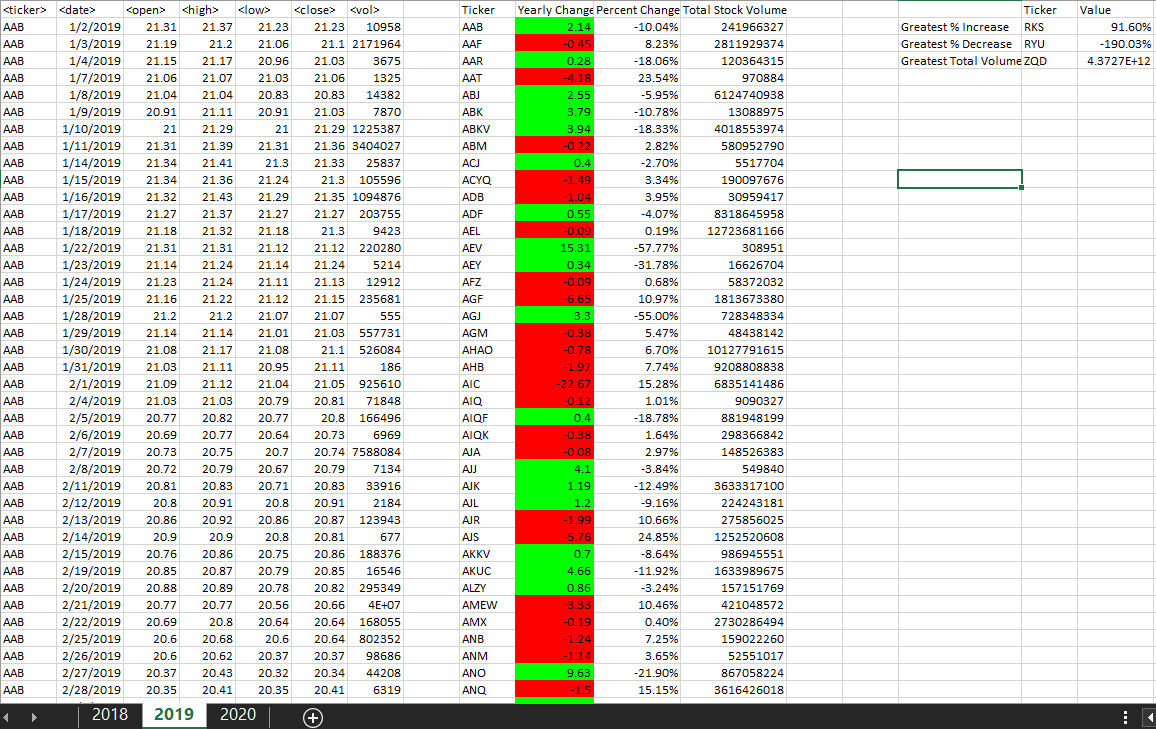 <ticker> <date> <open> <high> <low> <close> <vol> Ticker Yearly Change Percent Change Total Stock Volume Ticker Value
AAB 1/2/2019 21.31 21.37 21.23 21.23 10958 AAB 2.14 -10.04% 241966327 Greatest % Increase RKS 91.60%
AAB 1/3/2019 21.19 21.2 21.06 21.1 2171964 AAF -0.45 8.23% 2811929374 Greatest % Decrease RYU -190.03%
AAB 1/4/2019 21.15 21.17 20.96 21.03 3675 AAR 0.28 -18.06% 120364315 Greatest Total Volume ZQD 4.3727E+12
AAB 1/7/2019 21.06 21.07 21.03 21.06 1325 AAT -4.18 23.54% 970884
AAB 1/8/2019 21.04 21.04 20.83 20.83 14382 ABJ 2.55 -5.95% 6124740938
AAB 1/9/2019 20.91 21.11 20.91 21.03 7870 ABK 3.79 -10.78% 13088975
AAB 1/10/2019 21 21.29 21 21.29 1225387 ABKV 3.94 -18.33% 4018553974
AAB 1/11/2019 21.31 21.39 21.31 21.36 3404027 ABM -0.22 2.82% 580952790
AAB 1/14/2019 21.34 21.41 21.3 21.33 25837 ACJ 0.4 -2.70% 5517704
AAB 1/15/2019 21.34 21.36 21.24 21.3 105596 ACYQ -1.49 3.34% 190097676
AAB 1/16/2019 21.32 21.43 21.29 21.35 1094876 ADB -1.04 3.95% 30959417
AAB 1/17/2019 21.27 21.37 21.27 21.27 203755 ADF 0.55 -4.07% 8318645958
AAB 1/18/2019 21.18 21.32 21.18 21.3 9423 AEL -0.09 0.19% 12723681166
AAB 1/22/2019 21.31 21.31 21.12 21.12 220280 AEV 15.31 -57.77% 308951
AAB 1/23/2019 21.14 21.24 21.14 21.24 5214 AEY 0.34 -31.78% 16626704
AAB 1/24/2019 21.23 21.24 21.11 21.13 12912 AFZ -0.09 0.68% 58372032
AAB 1/25/2019 21.16 21.22 21.12 21.15 235681 AGF -6.65 10.97% 1813673380
AAB 1/28/2019 21.2 21.2 21.07 21.07 555 AGJ 3.3 -55.00% 728348334
AAB 1/29/2019 21.14 21.14 21.01 21.03 557731 AGM -0.38 5.47% 48438142
AAB 1/30/2019 21.08 21.17 21.08 21.1 526084 AHAO -0.78 6.70% 10127791615
AAB 1/31/2019 21.03 21.11 20.95 21.11 186 AHB -1.97 7.74% 9208808838
AAB 2/1/2019 21.09 21.12 21.04 21.05 925610 AIC -22.67 15.28% 6835141486
AAB 2/4/2019 21.03 21.03 20.79 20.81 71848 AIQ -0.12 1.01% 9090327
AAB 2/5/2019 20.77 20.82 20.77 20.8 166496 AIQF 0.4 -18.78% 881948199
AAB 2/6/2019 20.69 20.77 20.64 20.73 6969 AIQK -0.38 1.64% 298366842
AAB 2/7/2019 20.73 20.75 20.7 20.74 7588084 AJA -0.08 2.97% 148526383
AAB 2/8/2019 20.72 20.79 20.67 20.79 7134 AJJ 4.1 -3.84% 549840
AAB 2/11/2019 20.81 20.83 20.71 20.83 33916 AJK 1.19 -12.49% 3633317100
AAB 2/12/2019 20.8 20.91 20.8 20.91 2184 AJL 1.2 -9.16% 224243181
AAB 2/13/2019 20.86 20.92 20.86 20.87 123943 AJR -1.99 10.66% 275856025
AAB 2/14/2019 20.9 20.9 20.8 20.81 677 AJS -5.76 24.85% 1252520608
AAB 2/15/2019 20.76 20.86 20.75 20.86 188376 AKKV 0.7 -8.64% 986945551
AAB 2/19/2019 20.85 20.87 20.79 20.85 16546 AKUC 4.66 -11.92% 1633989675
AAB 2/20/2019 20.88 20.89 20.78 20.82 295349 ALZY 0.86 -3.24% 157151769
AAB 2/21/2019 20.77 20.77 20.56 20.66 4E+07 AMEW -3.33 10.46% 421048572
AAB 2/22/2019 20.69 20.8 20.64 20.64 168055 AMX -0.19 0.40% 2730286494
AAB 2/25/2019 20.6 20.68 20.6 20.64 802352 ANB -1.24 7.25% 159022260
AAB 2/26/2019 20.6 20.62 20.37 20.37 98686 ANM -1.14 3.65% 52551017
AAB 2/27/2019 20.37 20.43 20.32 20.34 44208 ANO 9.63 -21.90% 867058224
AAB 2/28/2019 20.35 20.41 20.35 20.41 6319 ANQ -1.5 15.15% 3616426018
2018 2019 2020